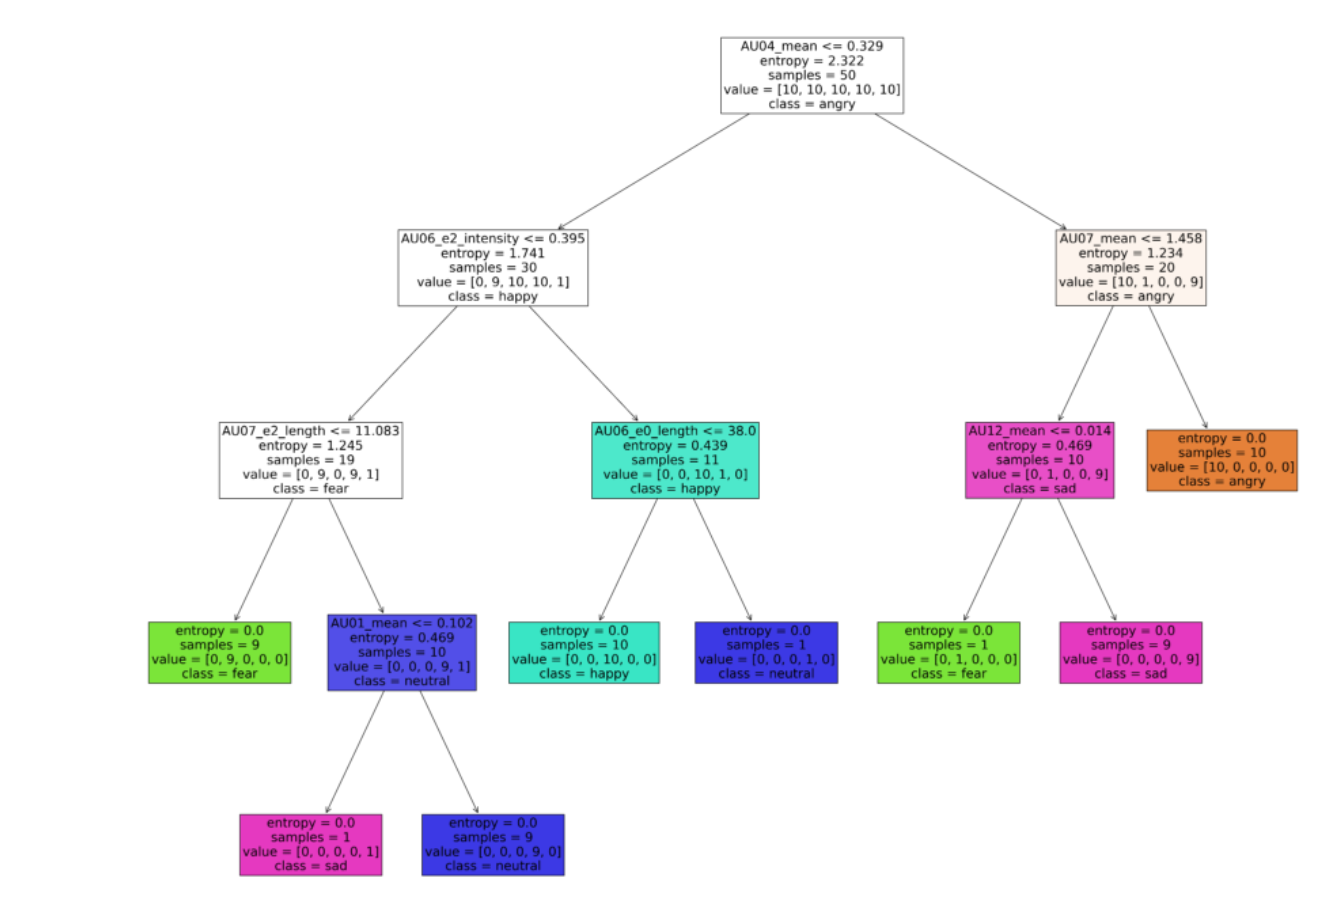 AU04_mean <= 0.329
entropy = 2.322
samples = 50
value = [10, 10, 10, 10, 10]
class = angry
AU06_e2_intensity <= 0.395
entropy = 1.741
samples = 30
value = [0, 9, 10, 10, 1]
class = happy
AU07_mean <= 1.458
entropy = 1.234
samples = 20
value = [10, 1, 0, 0, 9]
class = angry
AU07_e2_length <= 11.083
entropy = 1.245
samples = 19
value = [0, 9, 0, 9, 1]
class = fear
AU06_e0_length <= 38.0
entropy = 0.439
samples = 11
value = [0, 0, 10, 1, 0]
class = happy
AU12_mean <= 0.014
entropy = 0.469
samples = 10
value = [0, 1, 0, 0, 9]
class = sad
entropy = 0.0
samples = 10
value = [10, 0, 0, 0, 0]
class = angry
entropy = 0.0
samples = 9
value = [0, 9, 0, 0, 0]
class = fear
AU01_mean <= 0.102
entropy = 0.469
samples = 10
value = [0, 0, 0, 9, 1]
class = neutral
entropy = 0.0
samples = 10
value = [0, 0, 10, 0, 0]
class = happy
entropy = 0.0
samples = 1
value = [0, 0, 0, 1, 0]
class = neutral
entropy = 0.0
samples = 1
value = [0, 1, 0, 0, 0]
class = fear
entropy = 0.0
samples = 9
value = [0, 0, 0, 0, 9]
class = sad
entropy = 0.0
samples = 1
value = [0, 0, 0, 0, 1]
class = sad
entropy = 0.0
samples = 9
value = [0, 0, 0, 9, 0]
class = neutral